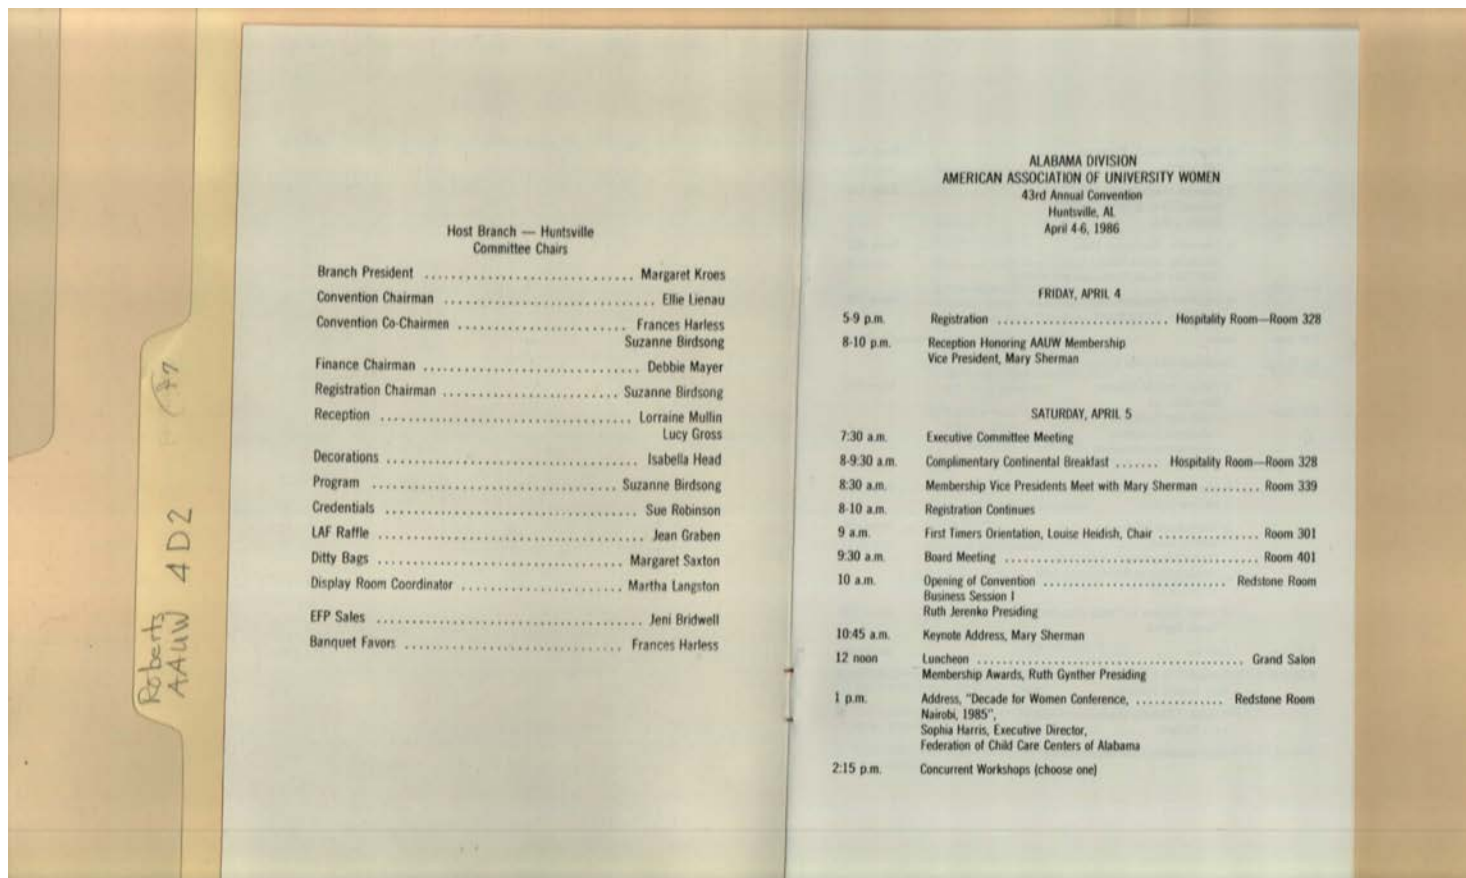 Roberts
AAUW 4D2
Host Branch — Huntsville
Committee Chairs
Branch President .............................. Margaret Kroes
Convention Chairman .............................. Ellie Lienau
Convention Co-Chairmen ........................ Frances Harless
Suzanne Birdsong
Finance Chairman .............................. Debbie Mayer
Registration Chairman ......................... Suzanne Birdsong
Reception .................................... Lorraine Mullin
Lucy Gross
Decorations .................................... Isabella Head
Program ................................... Suzanne Birdsong
Credentials .................................... Sue Robinson
LAF Raffle ...................................... Jean Graben
Ditty Bags ................................... Margaret Saxton
Display Room Coordinator ....................... Martha Langston
EFP Sales ...................................... Jeni Bridwell
Banquet Favors ............................... Frances Harless
ALABAMA DIVISION
AMERICAN ASSOCIATION OF UNIVERSITY WOMEN
43rd Annual Convention
Huntsville, AL
April 4-6, 1986
FRIDAY, APRIL 4
5-9 p.m. Registration ......................... Hospitality Room—Room 328
8-10 p.m. Reception Honoring AAUW Membership
Vice President, Mary Sherman
SATURDAY, APRIL 5
7:30 a.m. Executive Committee Meeting
8-9:30 a.m. Complimentary Continental Breakfast ....... Hospitality Room—Room 328
8:30 a.m. Membership Vice Presidents Meet with Mary Sherman ......... Room 339
8-10 a.m. Registration Continues
9 a.m. First Timers Orientation, Louise Heidish, Chair ............... Room 301
9:30 a.m. Board Meeting ...................................... Room 401
10 a.m. Opening of Convention ........................... Redstone Room
Business Session I
Ruth Jerenko Presiding
10:45 a.m. Keynote Address, Mary Sherman
12 noon Luncheon ........................................ Grand Salon
Membership Awards, Ruth Gynther Presiding
1 p.m. Address, "Decade for Women Conference, .............. Redstone Room
Nairobi, 1985",
Sophia Harris, Executive Director,
Federation of Child Care Centers of Alabama
2:15 p.m. Concurrent Workshops (choose one)